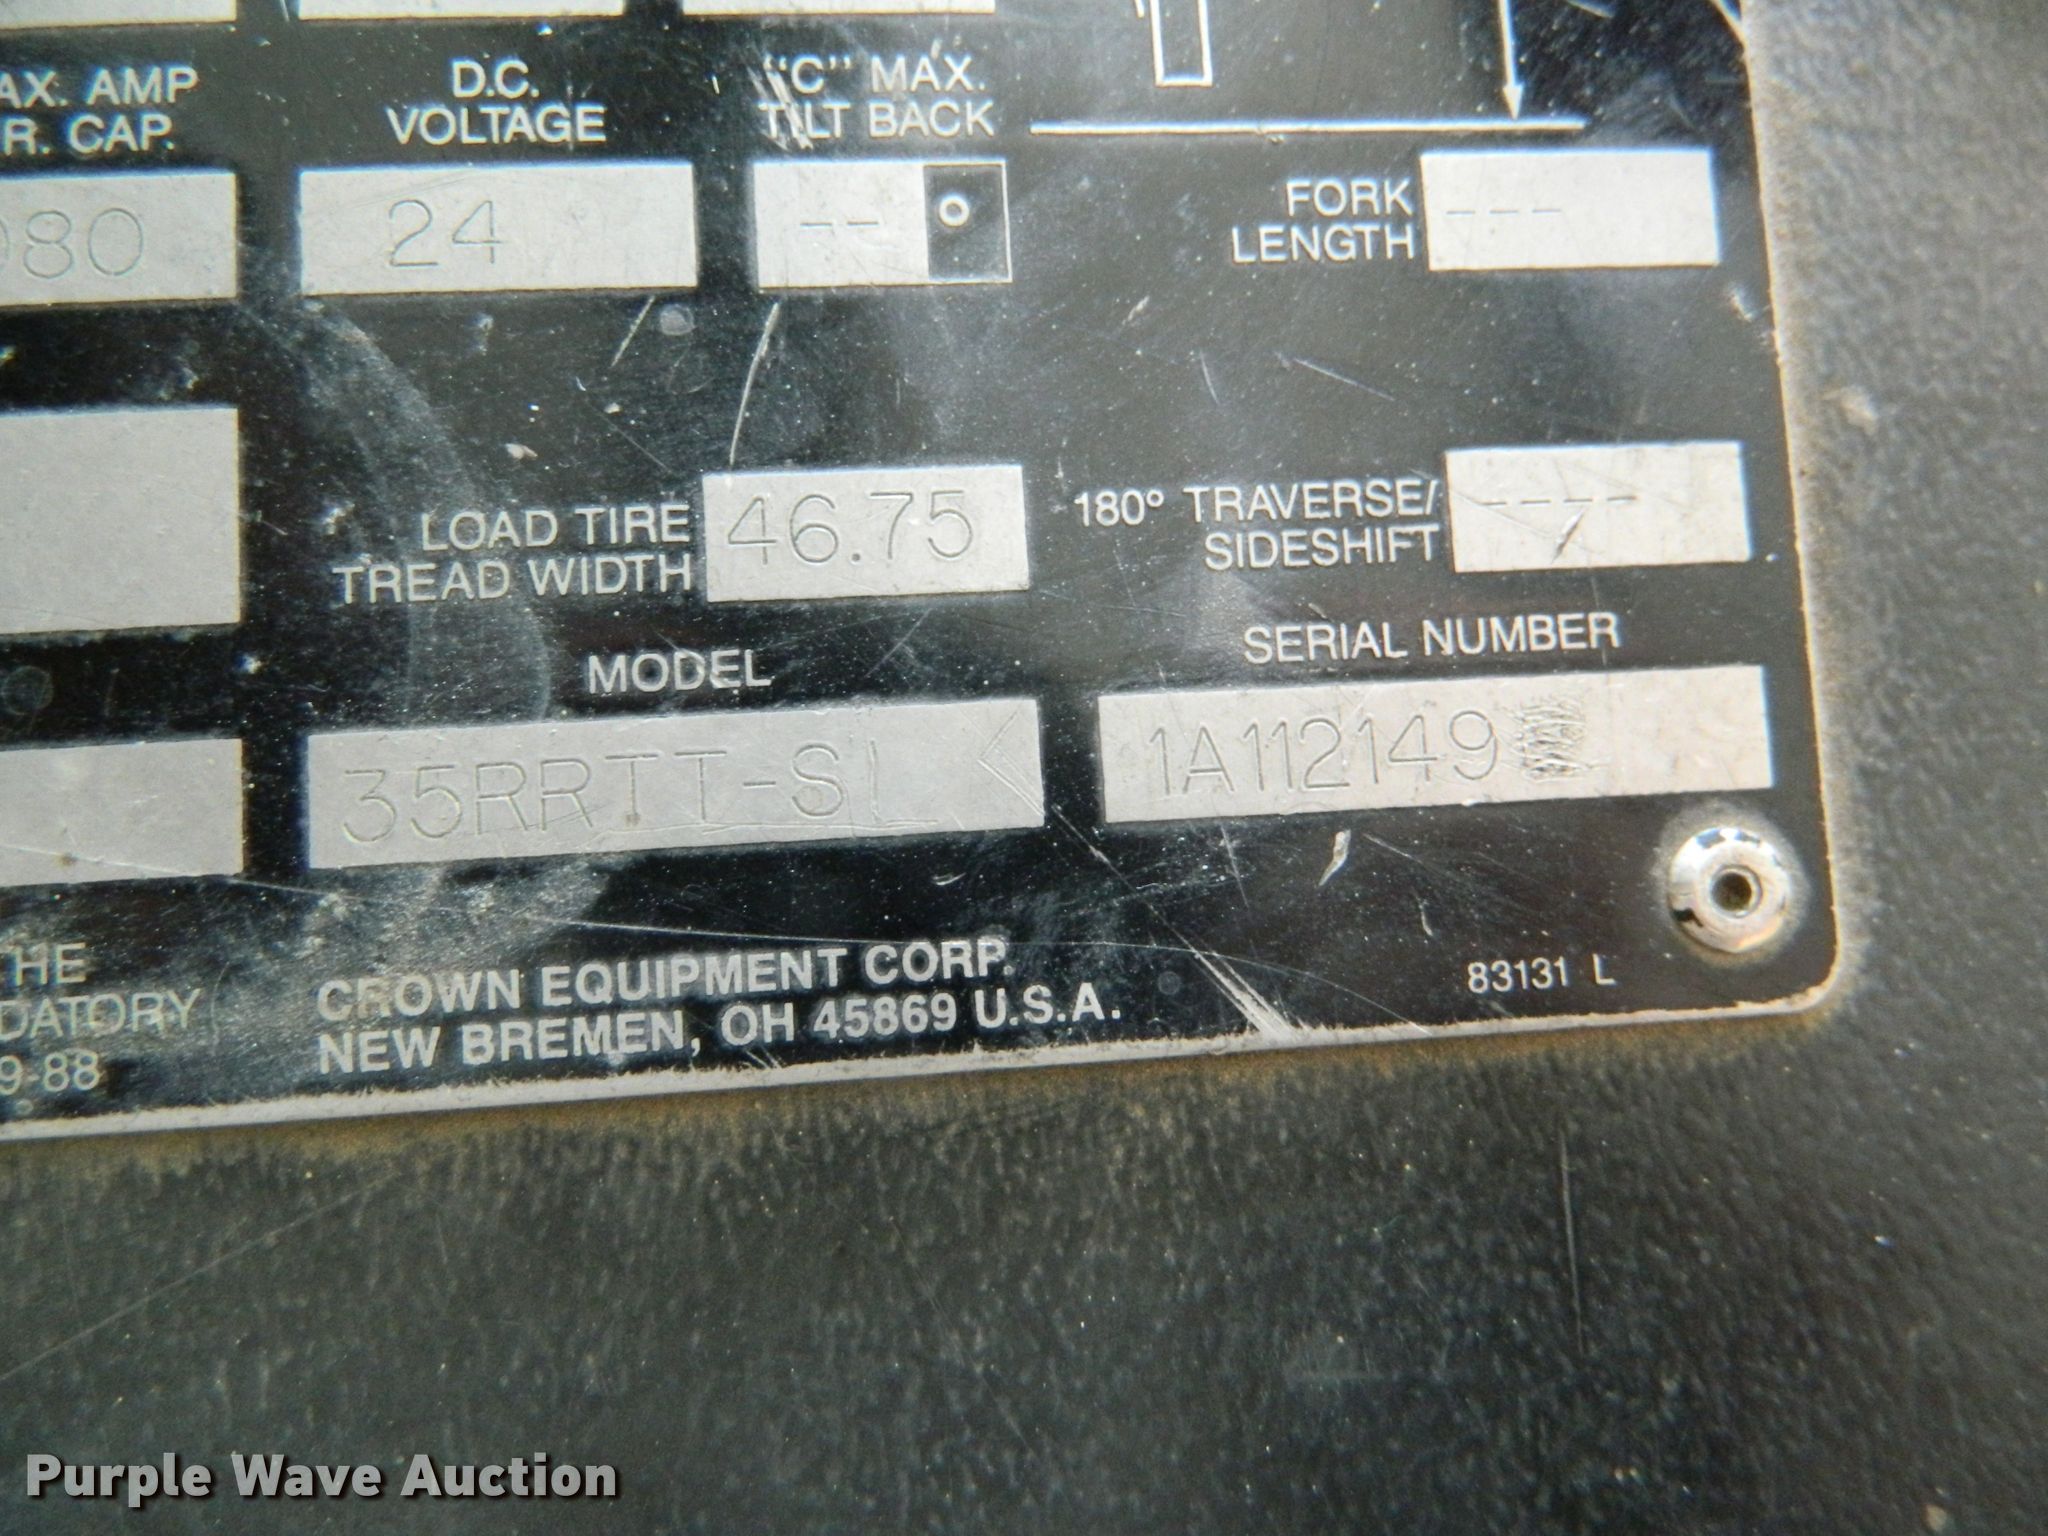 AX. AMP
R. CAP.
D.C.
VOLTAGE
"C" MAX.
TILT BACK
080
24
--°
FORK
LENGTH
---
LOAD TIRE
TREAD WIDTH
46.75
180° TRAVERSE/
SIDESHIFT
----
MODEL
35RRTT-SL
SERIAL NUMBER
1A112149
THE
DATORY
9-88
CROWN EQUIPMENT CORP.
NEW BREMEN, OH 45869 U.S.A.
83131 L
Purple Wave Auction